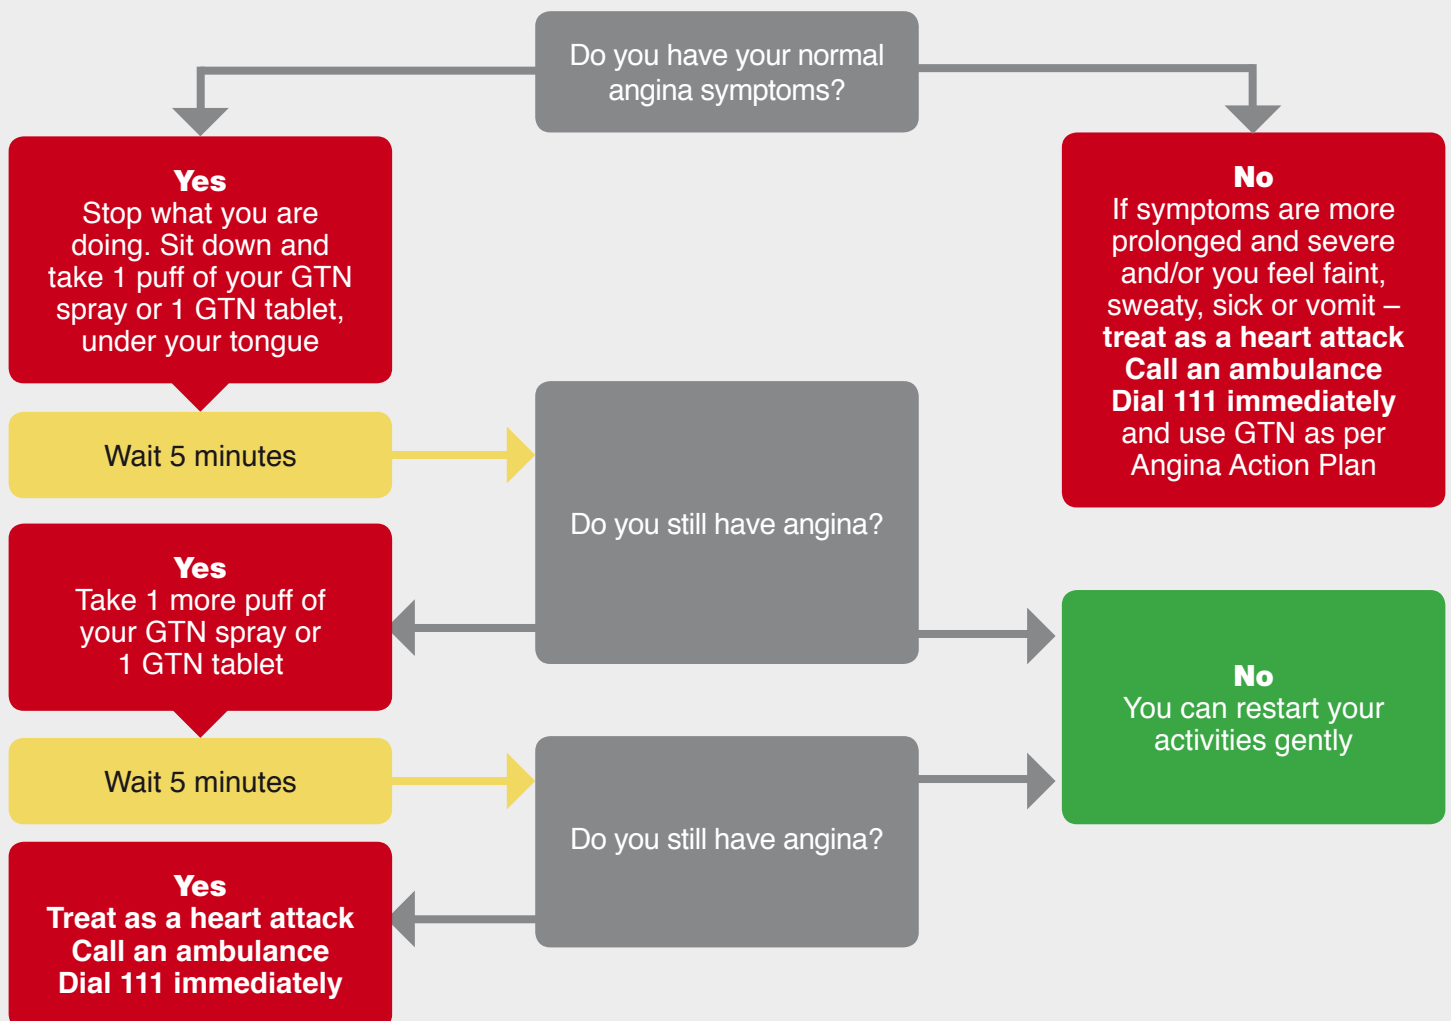 Do you have your normal
angina symptoms?
Yes
Stop what you are
doing. Sit down and
take 1 puff of your GTN
spray or 1 GTN tablet,
under your tongue
No
If symptoms are more
prolonged and severe
and/or you feel faint,
sweaty, sick or vomit –
treat as a heart attack
Call an ambulance
Dial 111 immediately
and use GTN as per
Angina Action Plan
Wait 5 minutes
Do you still have angina?
Yes
Take 1 more puff of
your GTN spray or
1 GTN tablet
No
You can restart your
activities gently
Wait 5 minutes
Do you still have angina?
Yes
Treat as a heart attack
Call an ambulance
Dial 111 immediately